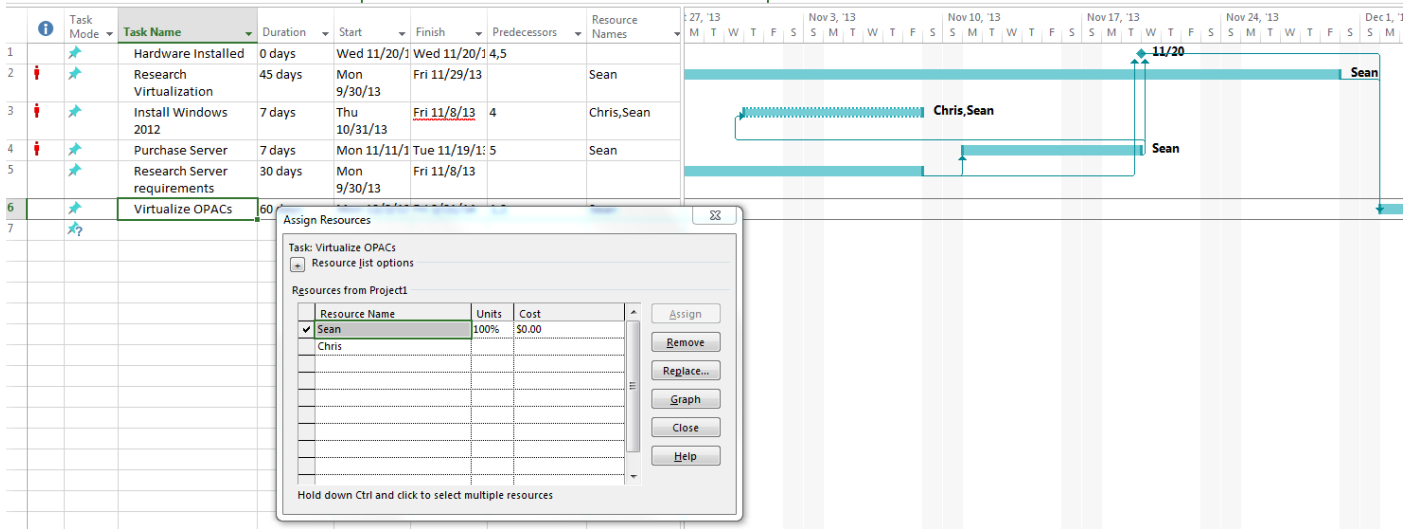 Task Mode Task Name Duration Start Finish Predecessors Resource Names
27, '13 Nov 3, '13 Nov 10, '13 Nov 17, '13 Nov 24, '13 Dec 1, '
M T W T F S S M T W T F S S M T W T F S S M T W T F S S M T W T F S S M
1 Hardware Installed 0 days Wed 11/20/1 Wed 11/20/1 4,5
11/20
2 Research Virtualization 45 days Mon 9/30/13 Fri 11/29/13 Sean
Sean
3 Install Windows 2012 7 days Thu 10/31/13 Fri 11/8/13 4 Chris,Sean
Chris,Sean
4 Purchase Server 7 days Mon 11/11/1 Tue 11/19/1 5 Sean
Sean
5 Research Server requirements 30 days Mon 9/30/13 Fri 11/8/13
6 Virtualize OPACs 60
7 ?
Assign Resources
Task: Virtualize OPACs
+ Resource list options
Resources from Project1
Resource Name Units Cost
✔ Sean 100% $0.00
Chris
Assign
Remove
Replace...
Graph
Close
Help
Hold down Ctrl and click to select multiple resources